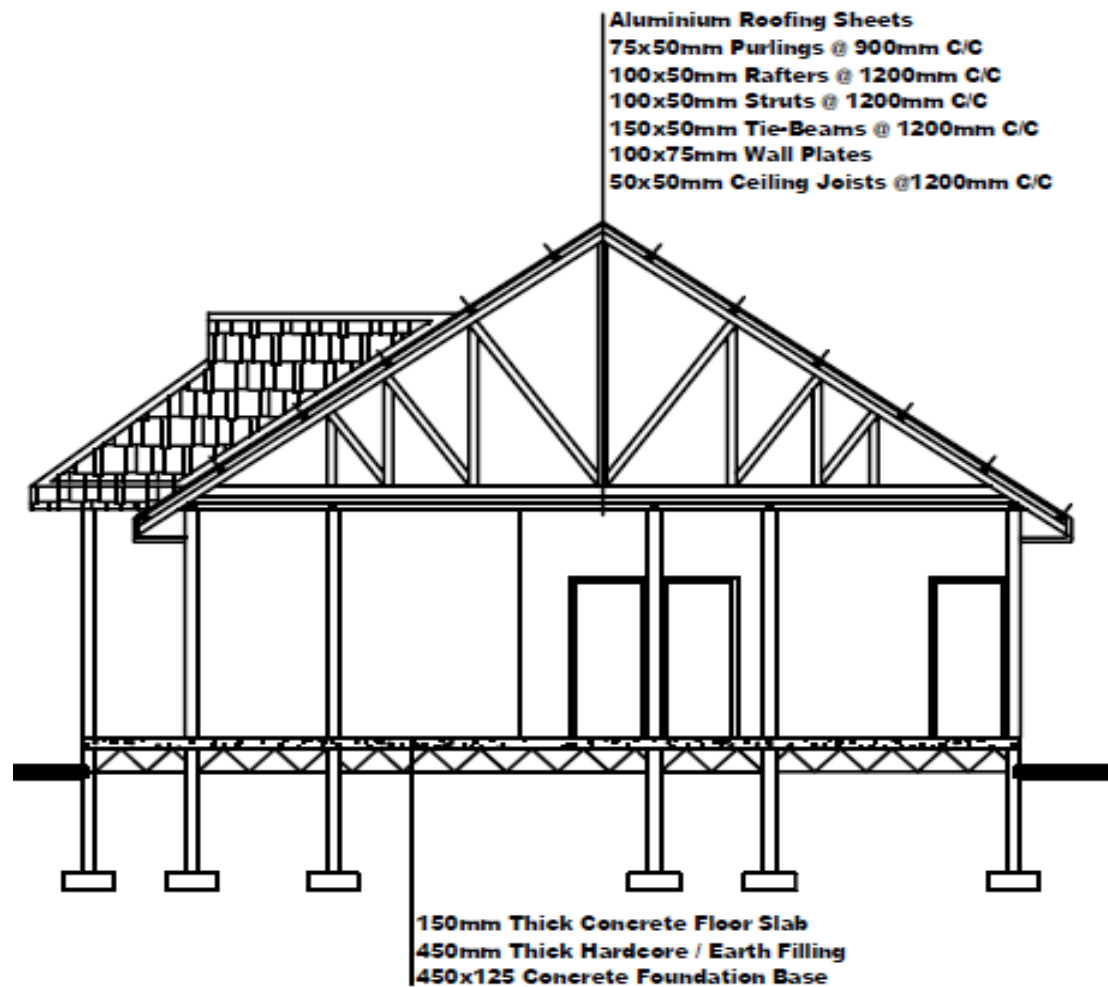 Aluminium Roofing Sheets
75x50mm Purlings @ 900mm C/C
100x50mm Rafters @ 1200mm C/C
100x50mm Struts @ 1200mm C/C
150x50mm Tie-Beams @ 1200mm C/C
100x75mm Wall Plates
50x50mm Ceiling Joists @1200mm C/C
150mm Thick Concrete Floor Slab
450mm Thick Hardcore / Earth Filling
450x125 Concrete Foundation Base